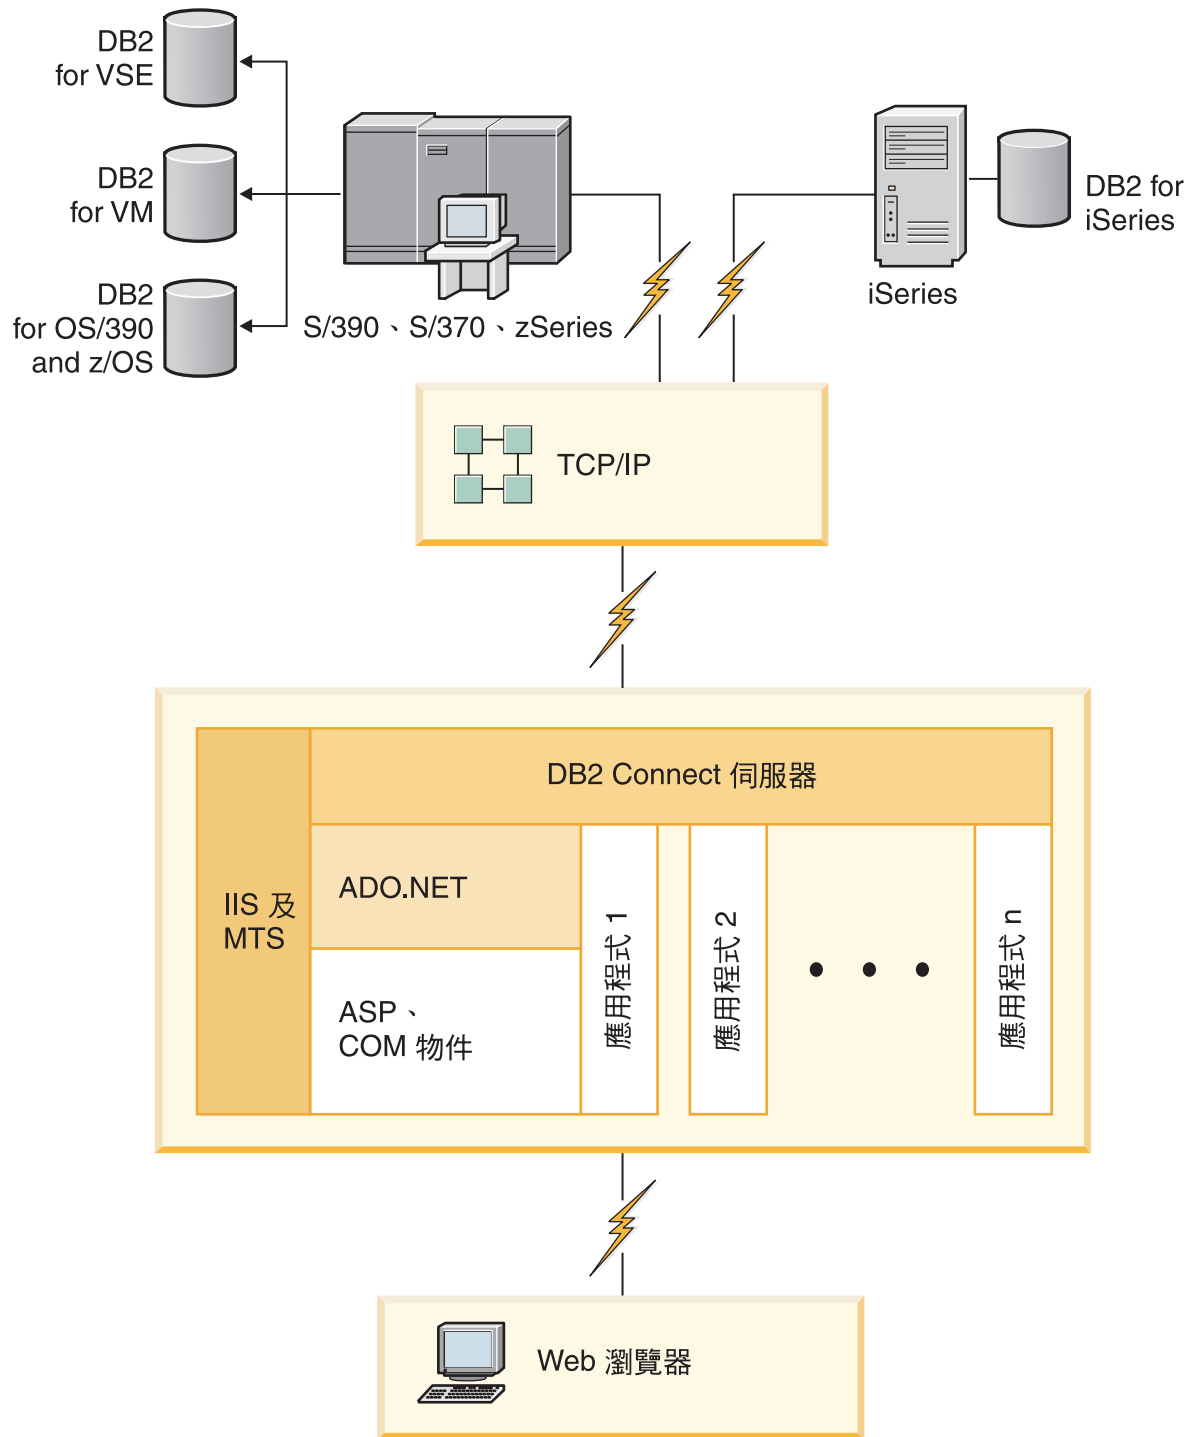 DB2
for VSE
DB2
for VM
DB2
for OS/390
and z/OS
S/390、S/370、zSeries
iSeries
DB2 for
iSeries
TCP/IP
DB2 Connect 伺服器
IIS 及
MTS
ADO.NET
ASP、
COM 物件
應用程式 1
應用程式 2
應用程式 n
Web 瀏覽器